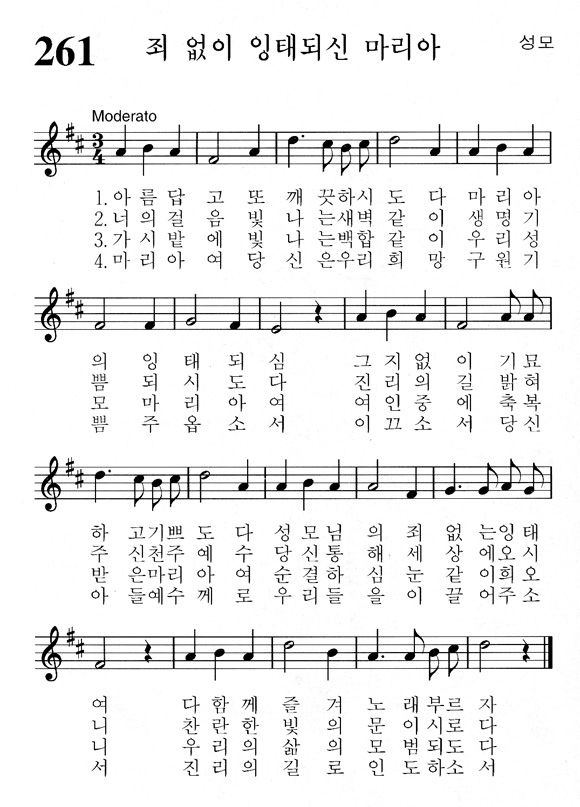 261 죄 없이 잉태되신 마리아 성모
Moderato
3
4
1. 아 름 답 고 또 깨 끗하시 도 다 마 리 아
2. 너 의 걸 음 빛 나 는새벽 같 이 생 명 기
3. 가 시 밭 에 빛 나 는백합 같 이 우 리 성
4. 마 리 아 여 당 신 은우리 희 망 구 원 기
의 잉 태 되 심 그 지 없 이 기 묘
쁨 되 시 도 다 진 리 의 길 밝 혀
모 마 리 아 여 여 인 중 에 축 복
쁨 주 옵 소 서 이 끄 소 서 당 신
하 고기쁘 도 다 성 모 님 의 죄 없 는잉 태
주 신천주 예 수 당 신 통 해 세 상 에오 시
받 은마리 아 여 순 결 하 심 눈 같 이희 오
아 들예수 께 로 우 리 들 을 이 끌 어주 소
여 다 함 께 즐 겨 노 래부르 자
니 찬 란 한 빛 의 문 이시로 다
니 우 리 의 삶 의 모 범되도 다
서 진 리 의 길 로 인 도하소 서